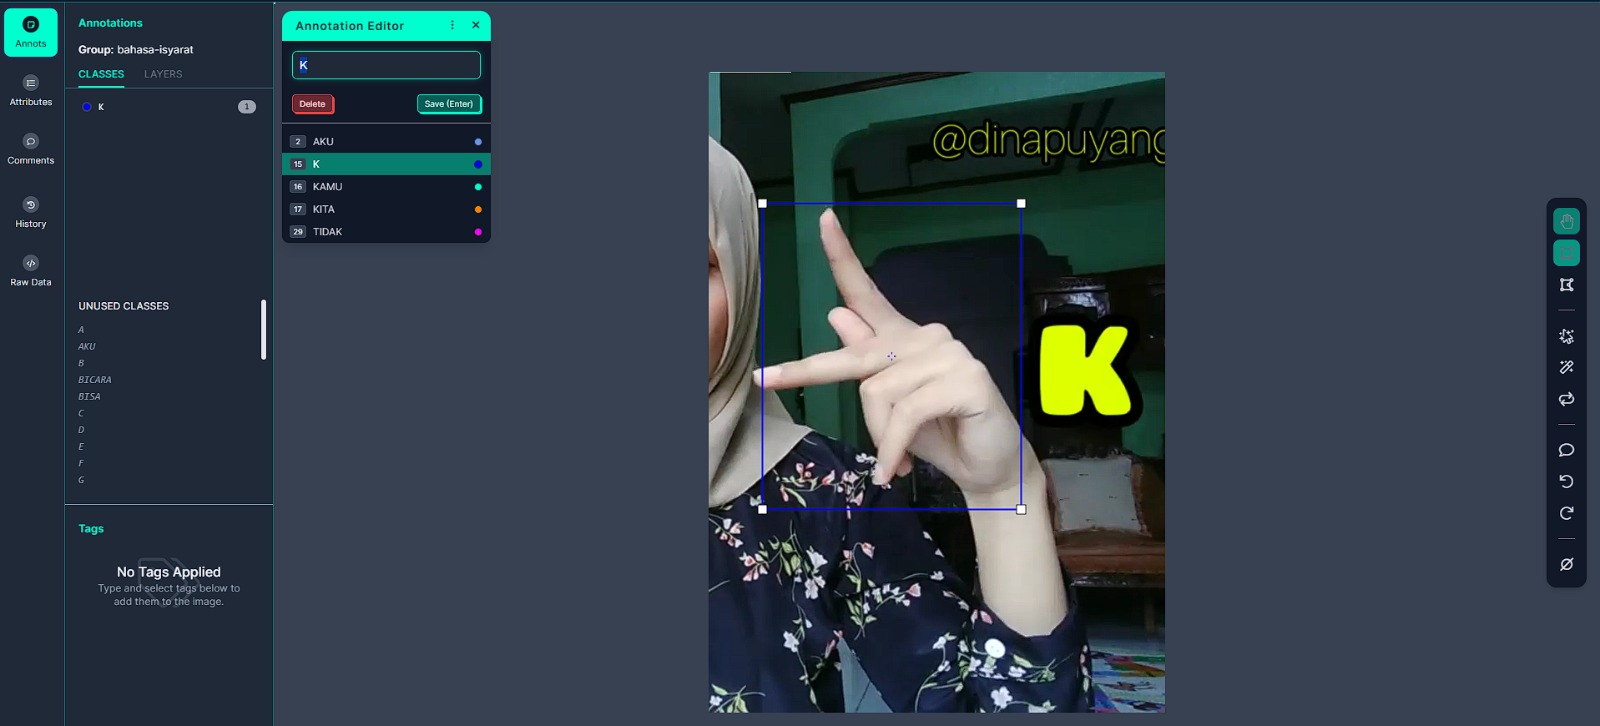 Annots
Attributes
Comments
History
Raw Data
Annotations
Group: bahasa-isyarat
CLASSES LAYERS
K 1
UNUSED CLASSES
A
AKU
B
BICARA
BISA
C
D
E
F
G
Tags
No Tags Applied
Type and select tags below to
add them to the image.
Annotation Editor
K
Delete Save (Enter)
2 AKU
15 K
16 KAMU
17 KITA
29 TIDAK
@dinapuyang
K